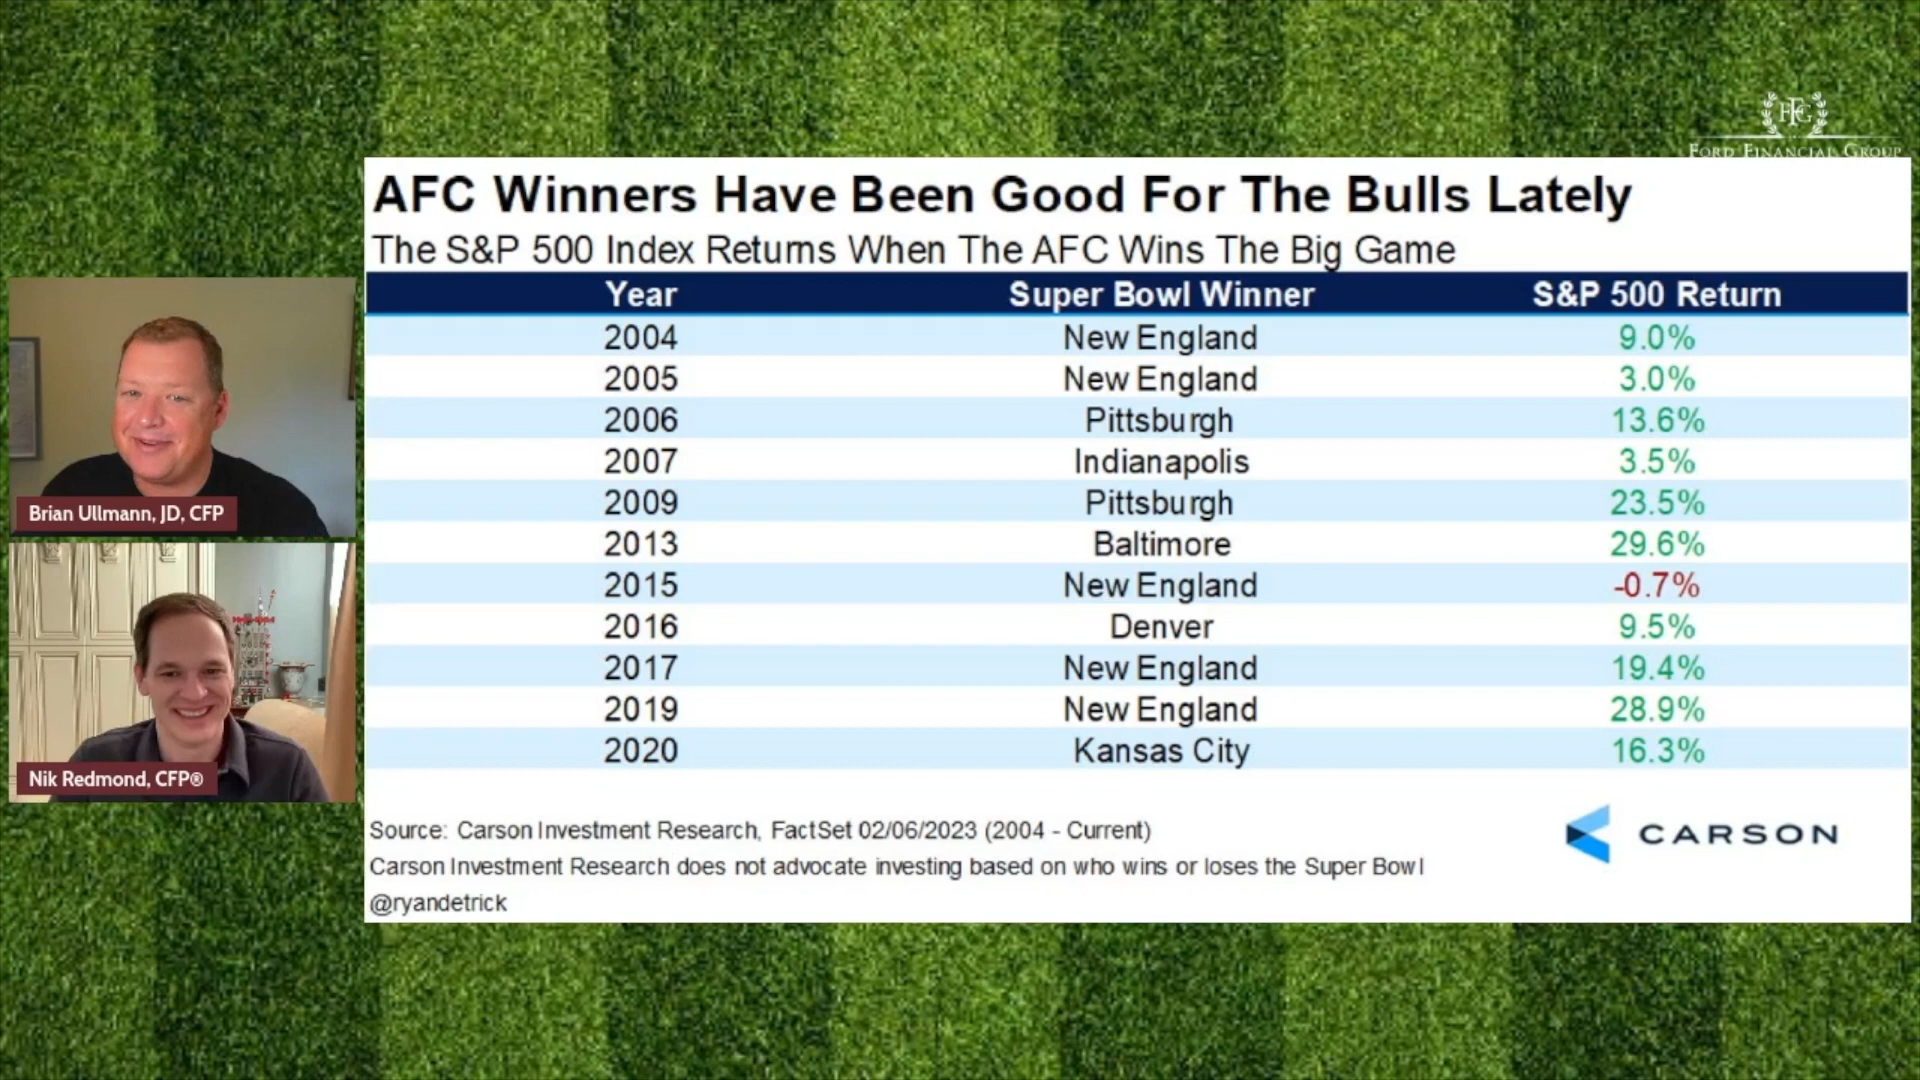 FFG
FORD FINANCIAL GROUP
AFC Winners Have Been Good For The Bulls Lately
The S&P 500 Index Returns When The AFC Wins The Big Game
Year Super Bowl Winner S&P 500 Return
2004 New England 9.0%
2005 New England 3.0%
2006 Pittsburgh 13.6%
2007 Indianapolis 3.5%
2009 Pittsburgh 23.5%
2013 Baltimore 29.6%
2015 New England -0.7%
2016 Denver 9.5%
2017 New England 19.4%
2019 New England 28.9%
2020 Kansas City 16.3%
Source: Carson Investment Research, FactSet 02/06/2023 (2004 - Current)
Carson Investment Research does not advocate investing based on who wins or loses the Super Bowl
@ryandetrick
CARSON
Brian Ullmann, JD, CFP
Nik Redmond, CFP®